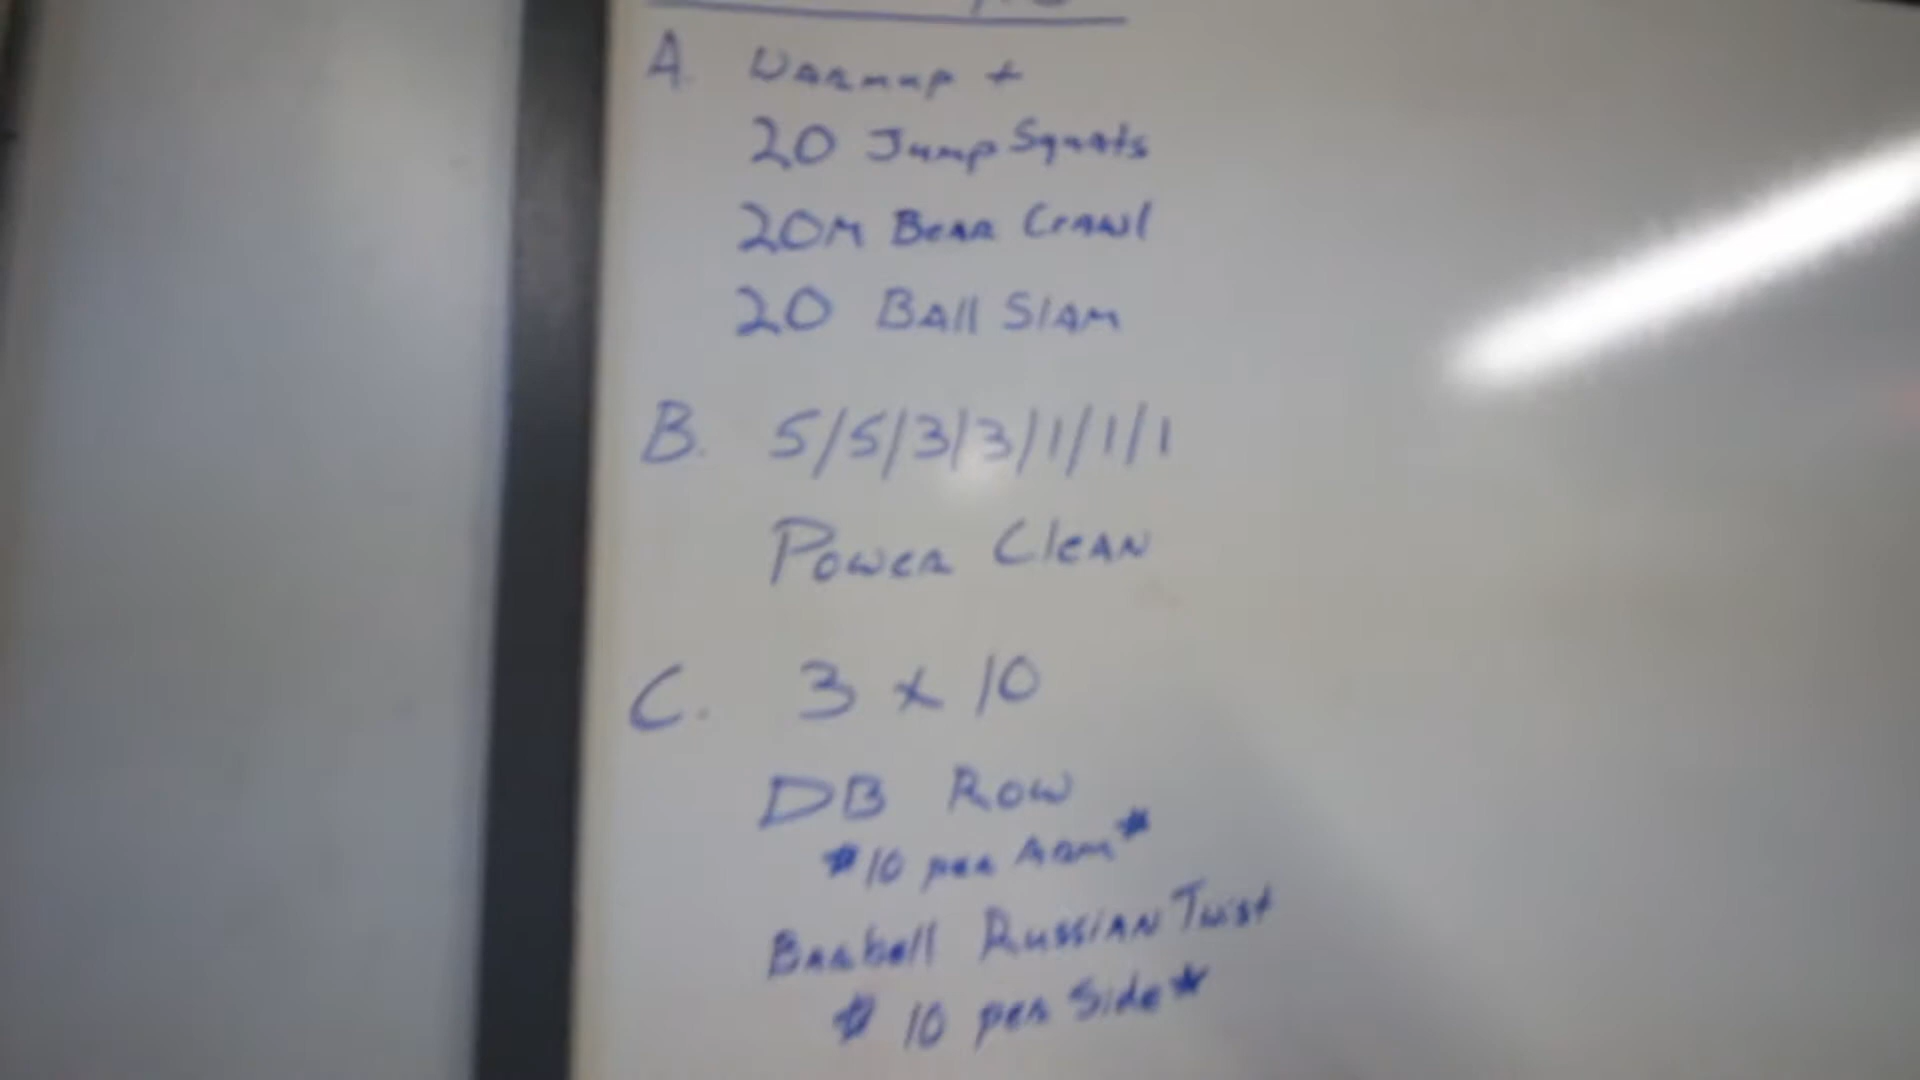 A. Warmup +
20 Jump Squats
20M Bear Crawl
20 Ball Slam
B. 5/5/3/3/1/1/1
Power Clean
C. 3 x 10
DB Row
*10 per Arm*
Barbell Russian Twist
* 10 per Side*